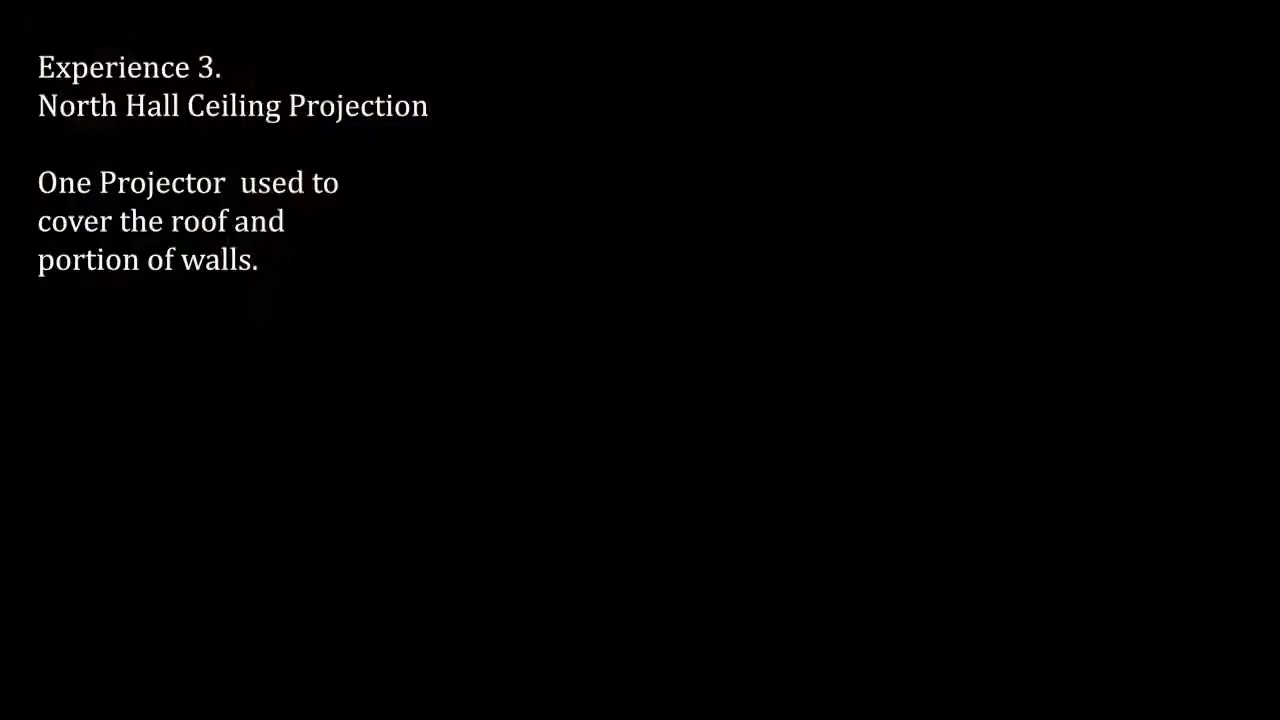 Experience 3.
North Hall Ceiling Projection
One Projector  used to
cover the roof and
portion of walls.